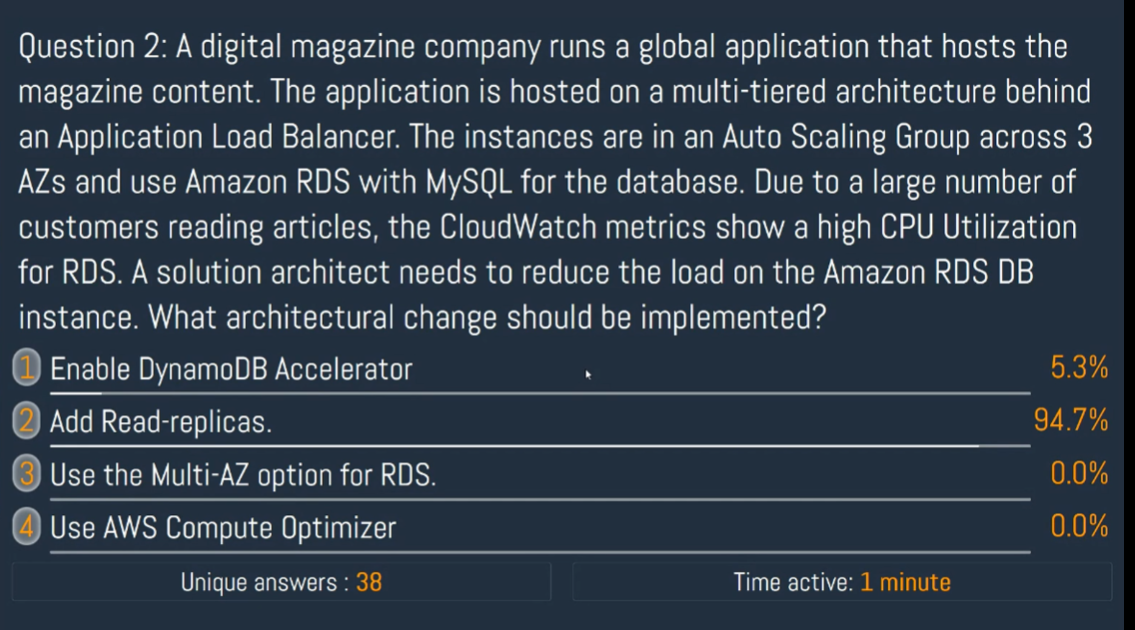 Question 2: A digital magazine company runs a global application that hosts the
magazine content. The application is hosted on a multi-tiered architecture behind
an Application Load Balancer. The instances are in an Auto Scaling Group across 3
AZs and use Amazon RDS with MySQL for the database. Due to a large number of
customers reading articles, the CloudWatch metrics show a high CPU Utilization
for RDS. A solution architect needs to reduce the load on the Amazon RDS DB
instance. What architectural change should be implemented?
1 Enable DynamoDB Accelerator 5.3%
2 Add Read-replicas. 94.7%
3 Use the Multi-AZ option for RDS. 0.0%
4 Use AWS Compute Optimizer 0.0%
Unique answers : 38 Time active: 1 minute